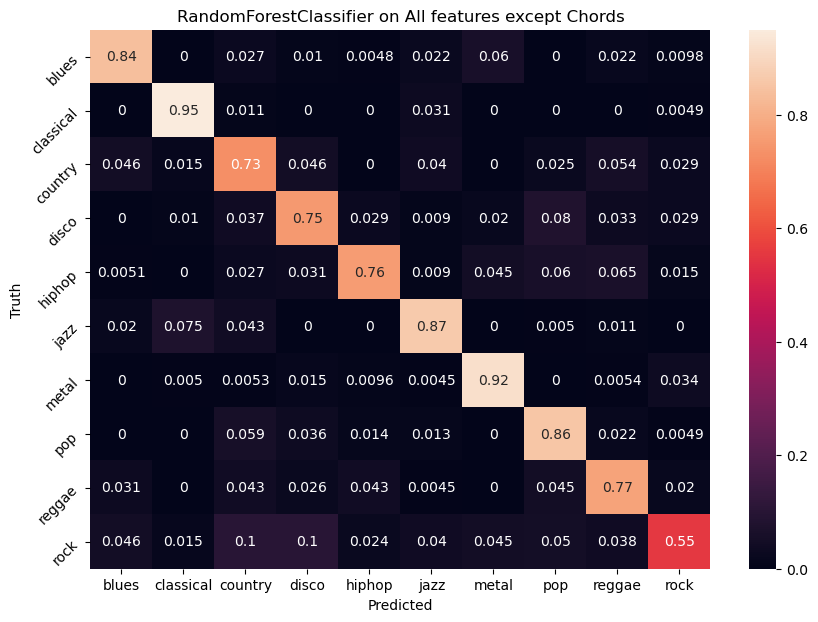 RandomForestClassifier on All features except Chords
blues 0.84 0 0.027 0.01 0.0048 0.022 0.06 0 0.022 0.0098
classical 0 0.95 0.011 0 0 0.031 0 0 0 0.0049
country 0.046 0.015 0.73 0.046 0 0.04 0 0.025 0.054 0.029
disco 0 0.01 0.037 0.75 0.029 0.009 0.02 0.08 0.033 0.029
hiphop 0.0051 0 0.027 0.031 0.76 0.009 0.045 0.06 0.065 0.015
jazz 0.02 0.075 0.043 0 0 0.87 0 0.005 0.011 0
metal 0 0.005 0.0053 0.015 0.0096 0.0045 0.92 0 0.0054 0.034
pop 0 0 0.059 0.036 0.014 0.013 0 0.86 0.022 0.0049
reggae 0.031 0 0.043 0.026 0.043 0.0045 0 0.045 0.77 0.02
rock 0.046 0.015 0.1 0.1 0.024 0.04 0.045 0.05 0.038 0.55
blues classical country disco hiphop jazz metal pop reggae rock
Predicted
Truth
0.8
0.6
0.4
0.2
0.0